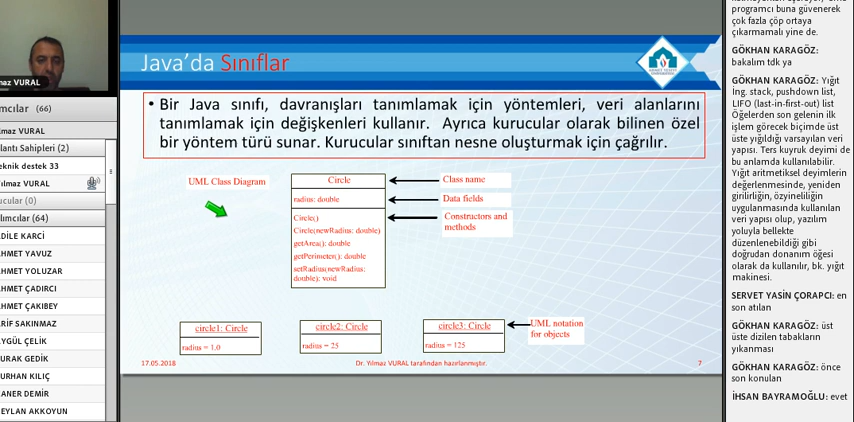 maz VURAL
mcılar (66)
lmaz VURAL
lantı Sahipleri (2)
eknik destek 33
ılmaz VURAL
ucular (0)
lımcılar (64)
DİLE KARCİ
HMET YAVUZ
HMET YOLUZAR
HMET ÇADIRCI
HMET ÇAKIBEY
RİF SAKINMAZ
YGÜL ÇELİK
URAK GEDİK
URHAN KILIÇ
ANER DEMİR
EYLAN AKKOYUN
Java'da Sınıflar
• Bir Java sınıfı, davranışları tanımlamak için yöntemleri, veri alanlarını
tanımlamak için değişkenleri kullanır. Ayrıca kurucular olarak bilinen özel
bir yöntem türü sunar. Kurucular sınıftan nesne oluşturmak için çağrılır.
UML Class Diagram
Circle
Class name
radius: double
Data fields
Circle()
Circle(newRadius: double)
getArea(): double
getPerimeter(): double
setRadius(newRadius:
double): void
Constructors and
methods
circle1: Circle
radius = 1.0
circle2: Circle
radius = 25
circle3: Circle
radius = 125
UML notation
for objects
17.05.2018
Dr. Yılmaz VURAL tarafından hazırlanmıştır.
7
programcı buna güvenerek
çok fazla çöp ortaya
çıkarmamalı yine de.
GÖKHAN KARAGÖZ:
bakalım tdk ya
GÖKHAN KARAGÖZ: Yığıt
İng. stack, pushdown list,
LIFO (last-in-first-out) list
Öğelerden son gelenin ilk
işlem görecek biçimde üst
üste yığıldığı varsayılan veri
yapısı. Ters kuyruk deyimi de
bu anlamda kullanılabilir.
Yığıt aritmetiksel deyimlerin
değerlenmesinde, yeniden
girilirliğin, özyineliliğin
uygulanmasında kullanılan
veri yapısı olup, yazılım
yoluyla bellekte
düzenlenebildiği gibi
doğrudan donanım öğesi
olarak da kullanılır, bk. yığıt
makinesi.
SERVET YASİN ÇORAPCI: en
son atılan
GÖKHAN KARAGÖZ: üst
üste dizilen tabakların
yıkanması
GÖKHAN KARAGÖZ: önce
son konulan
İHSAN BAYRAMOĞLU: evet